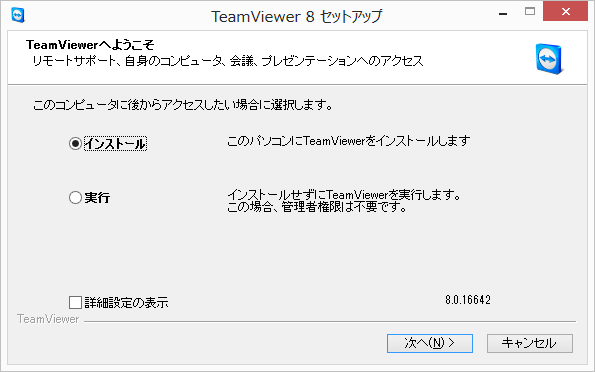 TeamViewer 8 セットアップ
TeamViewerへようこそ
リモートサポート、自身のコンピュータ、会議、プレゼンテーションへのアクセス
このコンピュータに後からアクセスしたい場合に選択します。
インストール
このパソコンにTeamViewerをインストールします
実行
インストールせずにTeamViewerを実行します。
この場合、管理者権限は不要です。
詳細設定の表示
8.0.16642
TeamViewer
次へ(N) >
キャンセル